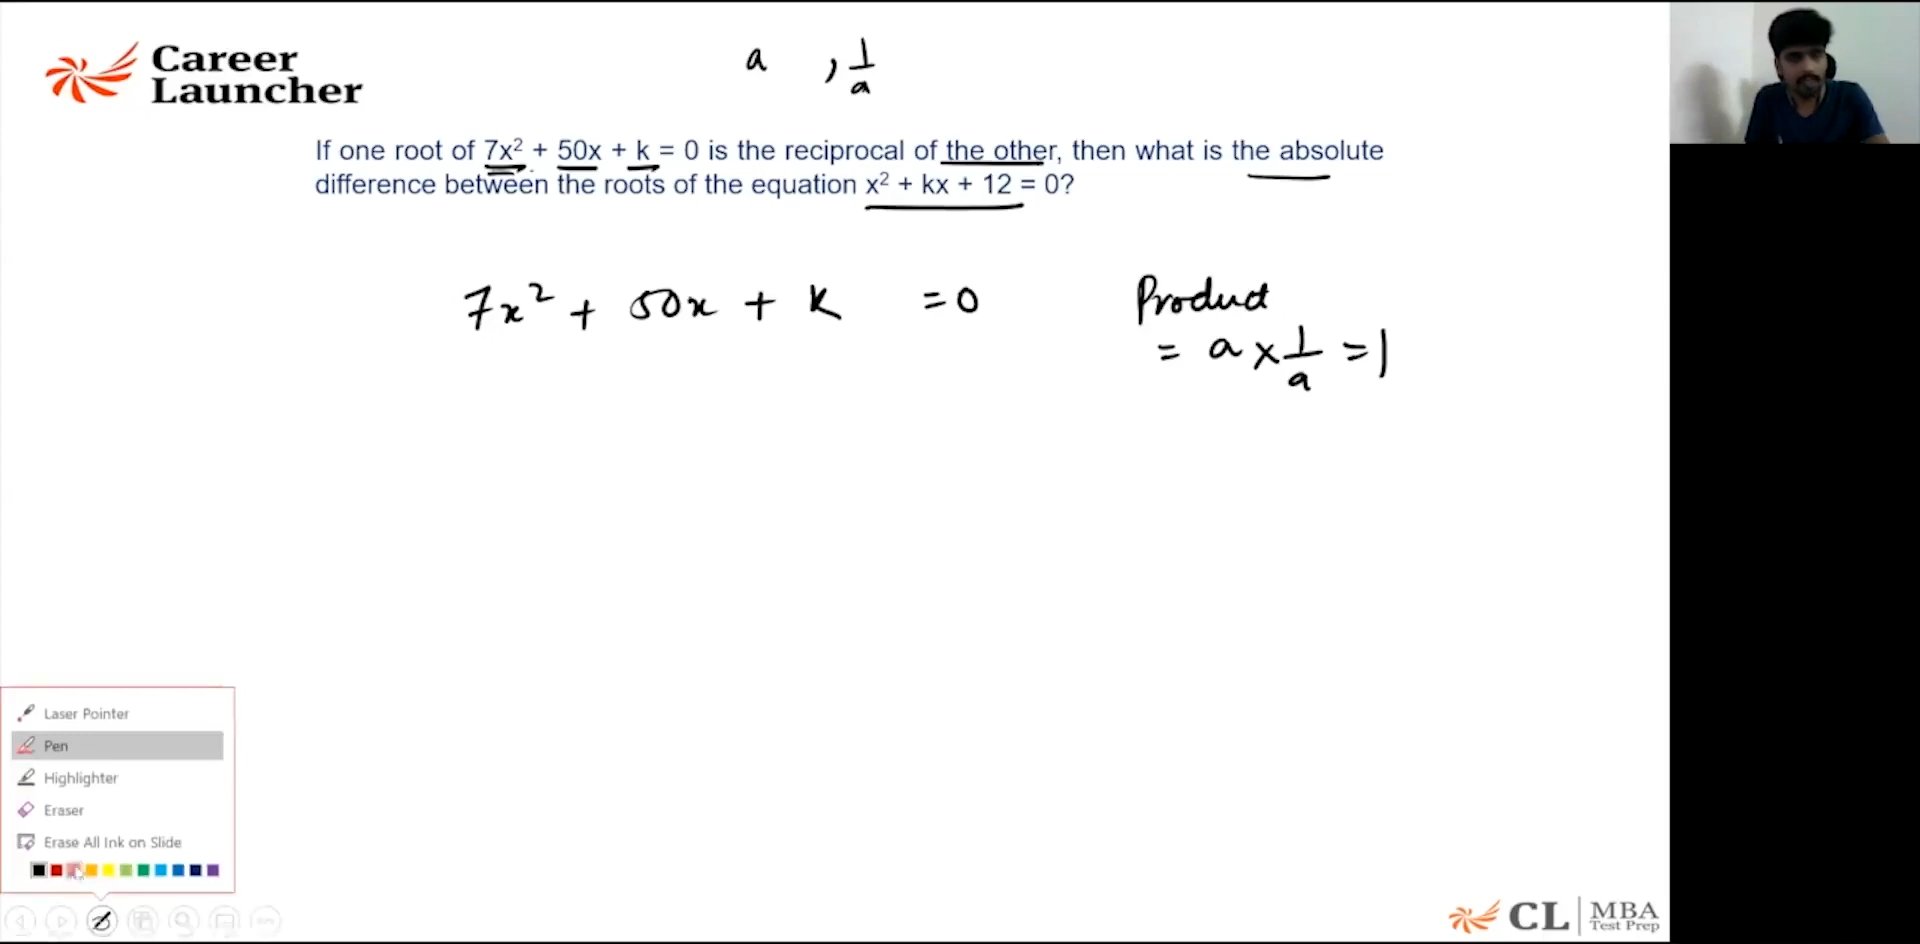 Career
Launcher
a , 1/a
If one root of 7x² + 50x + k = 0 is the reciprocal of the other, then what is the absolute
difference between the roots of the equation x² + kx + 12 = 0?
7x² + 50x + k = 0
Product
= a × 1/a = 1
Laser Pointer
Pen
Highlighter
Eraser
Erase All Ink on Slide
CL MBA
Test Prep